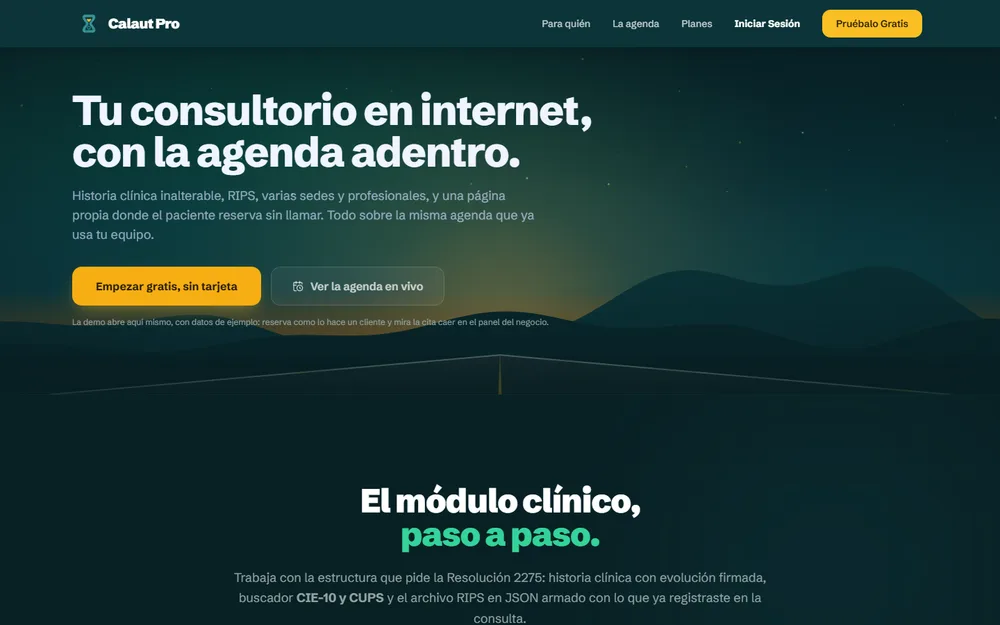 Calaut Pro
Para quién
La agenda
Planes
Iniciar Sesión
Pruébalo Gratis
Tu consultorio en internet,
con la agenda adentro.
Historia clínica inalterable, RIPS, varias sedes y profesionales, y una página
propia donde el paciente reserva sin llamar. Todo sobre la misma agenda que ya
usa tu equipo.
Empezar gratis, sin tarjeta
Ver la agenda en vivo
La demo abre aquí mismo, con datos de ejemplo: reserva como lo hace un cliente y mira la cita caer en el panel del negocio.
El módulo clínico,
paso a paso.
Trabaja con la estructura que pide la Resolución 2275: historia clínica con evolución firmada,
buscador CIE-10 y CUPS y el archivo RIPS en JSON armado con lo que ya registraste en la
consulta.